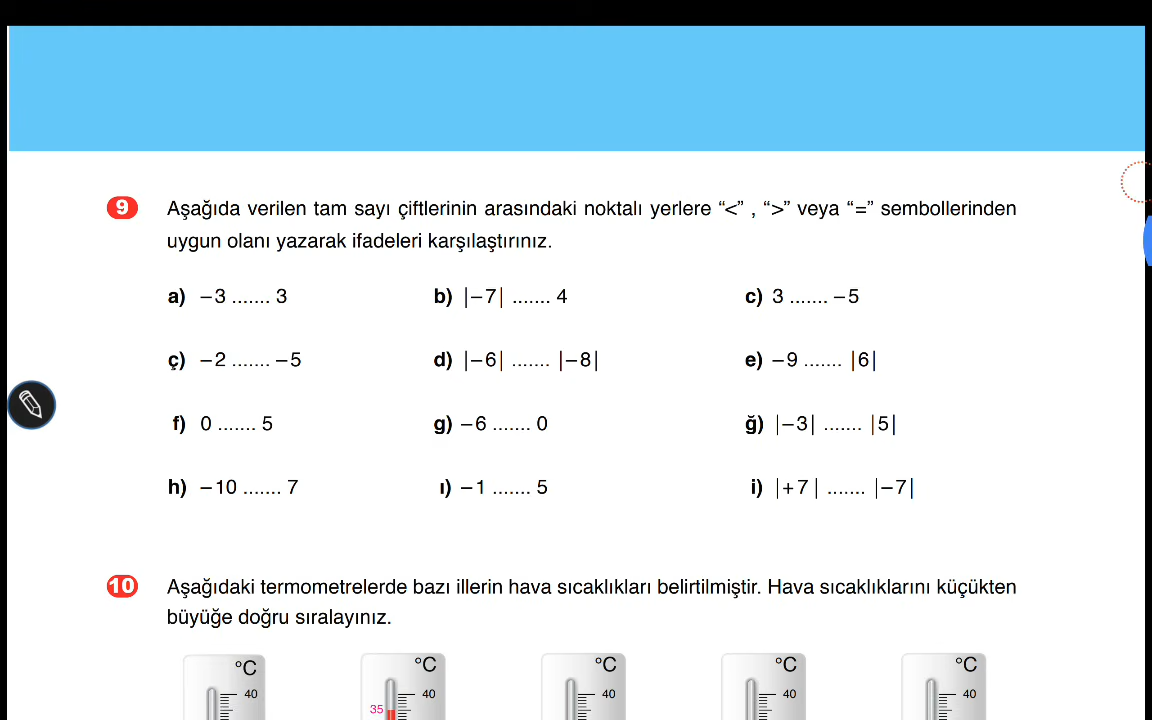 9 Aşağıda verilen tam sayı çiftlerinin arasındaki noktalı yerlere “<” , “>” veya “=” sembollerinden
uygun olanı yazarak ifadeleri karşılaştırınız.
a) −3 ....... 3 b) |−7| ....... 4 c) 3 ....... −5
ç) −2 ....... −5 d) |−6| ....... |−8| e) −9 ....... |6|
f) 0 ....... 5 g) −6 ....... 0 ğ) |−3| ....... |5|
h) −10 ....... 7 ı) −1 ....... 5 i) |+7| ....... |−7|
10 Aşağıdaki termometrelerde bazı illerin hava sıcaklıkları belirtilmiştir. Hava sıcaklıklarını küçükten
büyüğe doğru sıralayınız.
°C °C °C °C °C
40 40 40 40 40
35